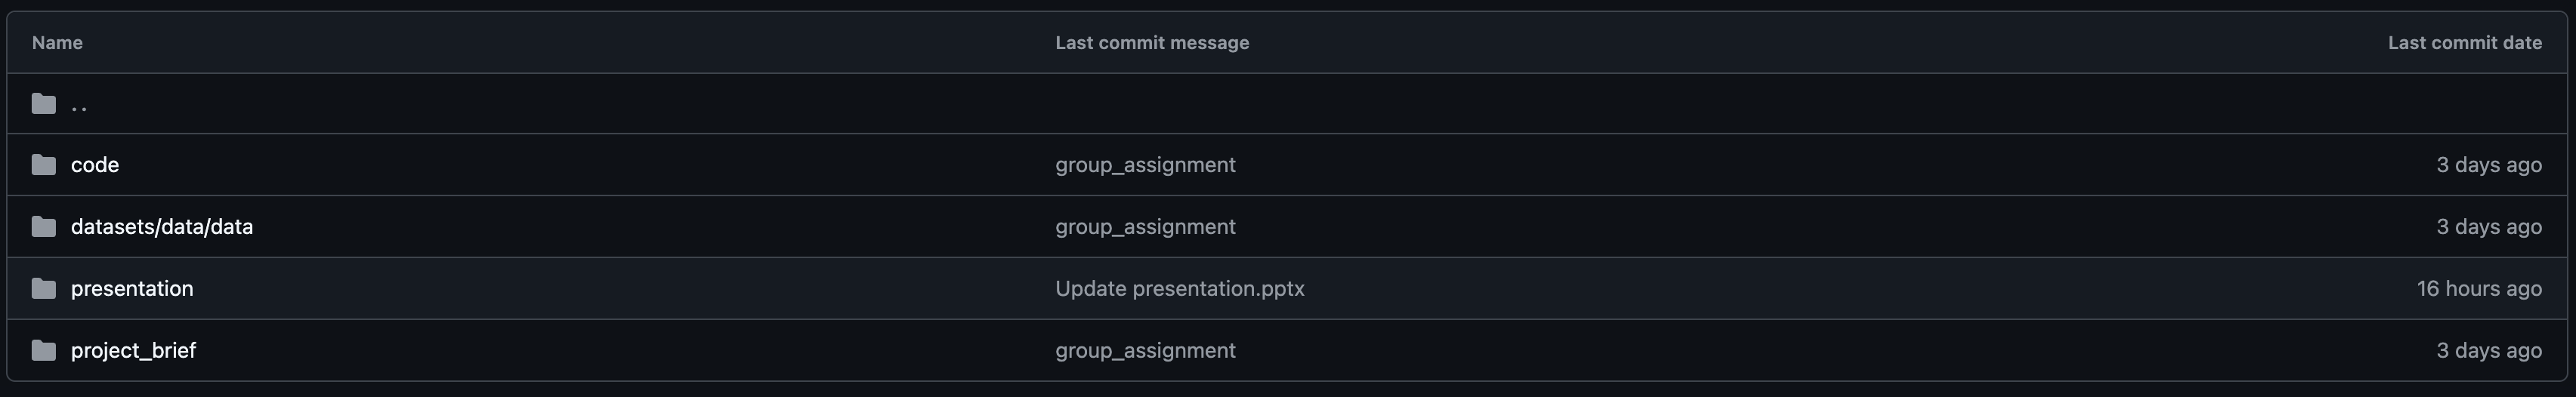 Name Last commit message Last commit date
..
code group_assignment 3 days ago
datasets/data/data group_assignment 3 days ago
presentation Update presentation.pptx 16 hours ago
project_brief group_assignment 3 days ago